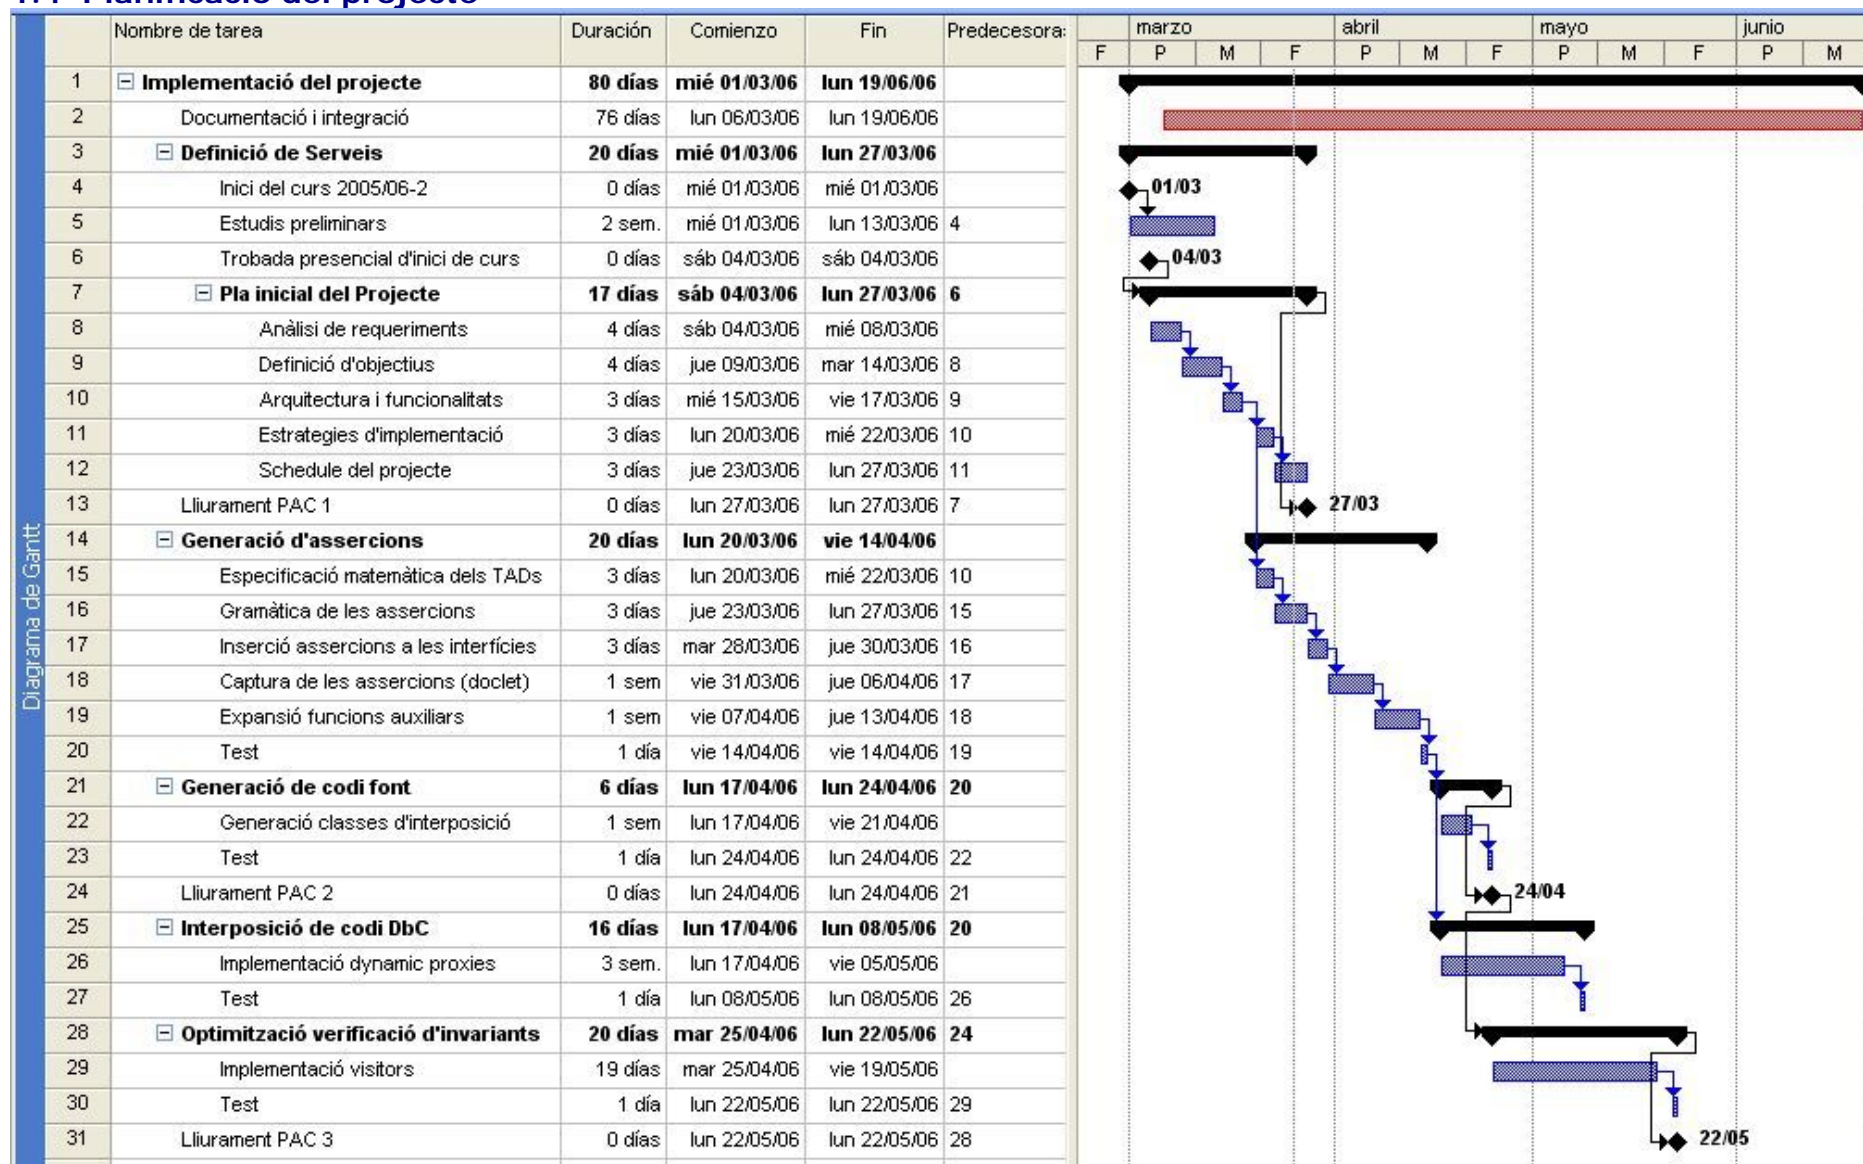 Nombre de tarea Duración Comienzo Fin Predecesora: marzo abril mayo junio
F P M F P M F P M F P M
1 Implementació del projecte 80 días mié 01/03/06 lun 19/06/06
2 Documentació i integració 76 días lun 06/03/06 lun 19/06/06
3 Definició de Serveis 20 días mié 01/03/06 lun 27/03/06
4 Inici del curs 2005/06-2 0 días mié 01/03/06 mié 01/03/06 01/03
5 Estudis preliminars 2 sem. mié 01/03/06 lun 13/03/06 4
6 Trobada presencial d'inici de curs 0 días sáb 04/03/06 sáb 04/03/06 04/03
7 Pla inicial del Projecte 17 días sáb 04/03/06 lun 27/03/06 6
8 Anàlisi de requeriments 4 días sáb 04/03/06 mié 08/03/06
9 Definició d'objectius 4 días jue 09/03/06 mar 14/03/06 8
10 Arquitectura i funcionalitats 3 días mié 15/03/06 vie 17/03/06 9
11 Estrategies d'implementació 3 días lun 20/03/06 mié 22/03/06 10
12 Schedule del projecte 3 días jue 23/03/06 lun 27/03/06 11
13 Lliurament PAC 1 0 días lun 27/03/06 lun 27/03/06 7 27/03
14 Generació d'assercions 20 días lun 20/03/06 vie 14/04/06
15 Especificació matemàtica dels TADs 3 días lun 20/03/06 mié 22/03/06 10
16 Gramàtica de les assercions 3 días jue 23/03/06 lun 27/03/06 15
17 Inserció assercions a les interfícies 3 días mar 28/03/06 jue 30/03/06 16
18 Captura de les assercions (doclet) 1 sem vie 31/03/06 jue 06/04/06 17
19 Expansió funcions auxiliars 1 sem vie 07/04/06 jue 13/04/06 18
20 Test 1 día vie 14/04/06 vie 14/04/06 19
21 Generació de codi font 6 días lun 17/04/06 lun 24/04/06 20
22 Generació classes d'interposició 1 sem lun 17/04/06 vie 21/04/06
23 Test 1 día lun 24/04/06 lun 24/04/06 22
24 Lliurament PAC 2 0 días lun 24/04/06 lun 24/04/06 21 24/04
25 Interposició de codi DbC 16 días lun 17/04/06 lun 08/05/06 20
26 Implementació dynamic proxies 3 sem. lun 17/04/06 vie 05/05/06
27 Test 1 día lun 08/05/06 lun 08/05/06 26
28 Optimització verificació d'invariants 20 días mar 25/04/06 lun 22/05/06 24
29 Implementació visitors 19 días mar 25/04/06 vie 19/05/06
30 Test 1 día lun 22/05/06 lun 22/05/06 29
31 Lliurament PAC 3 0 días lun 22/05/06 lun 22/05/06 28 22/05
Diagrama de Gantt